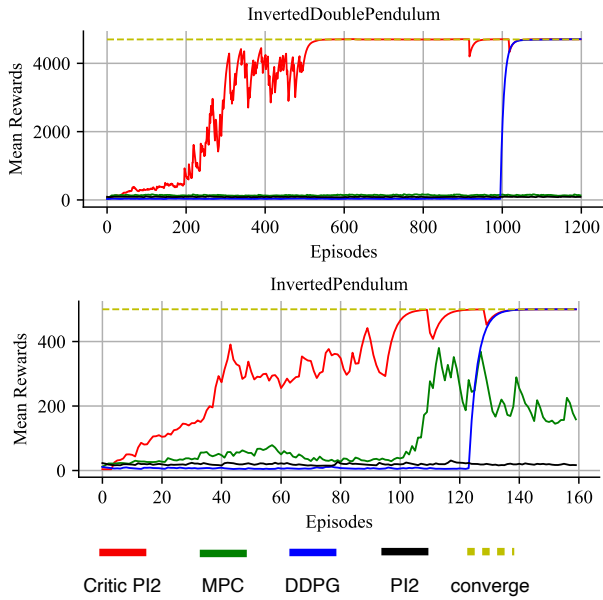 InvertedDoublePendulum
Mean Rewards
4000
2000
0
0 200 400 600 800 1000 1200
Episodes
InvertedPendulum
Mean Rewards
400
200
0
0 20 40 60 80 100 120 140 160
Episodes
Critic PI2 MPC DDPG PI2 converge